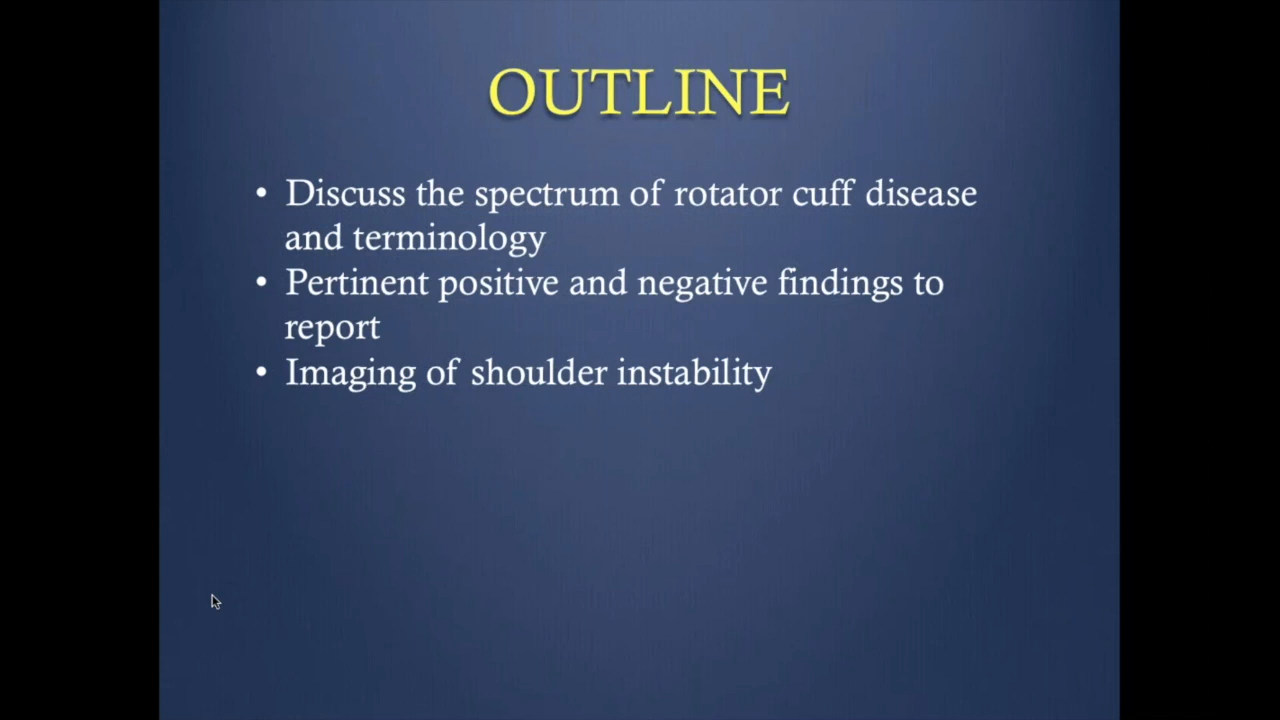 OUTLINE
• Discuss the spectrum of rotator cuff disease
and terminology
• Pertinent positive and negative findings to
report
• Imaging of shoulder instability